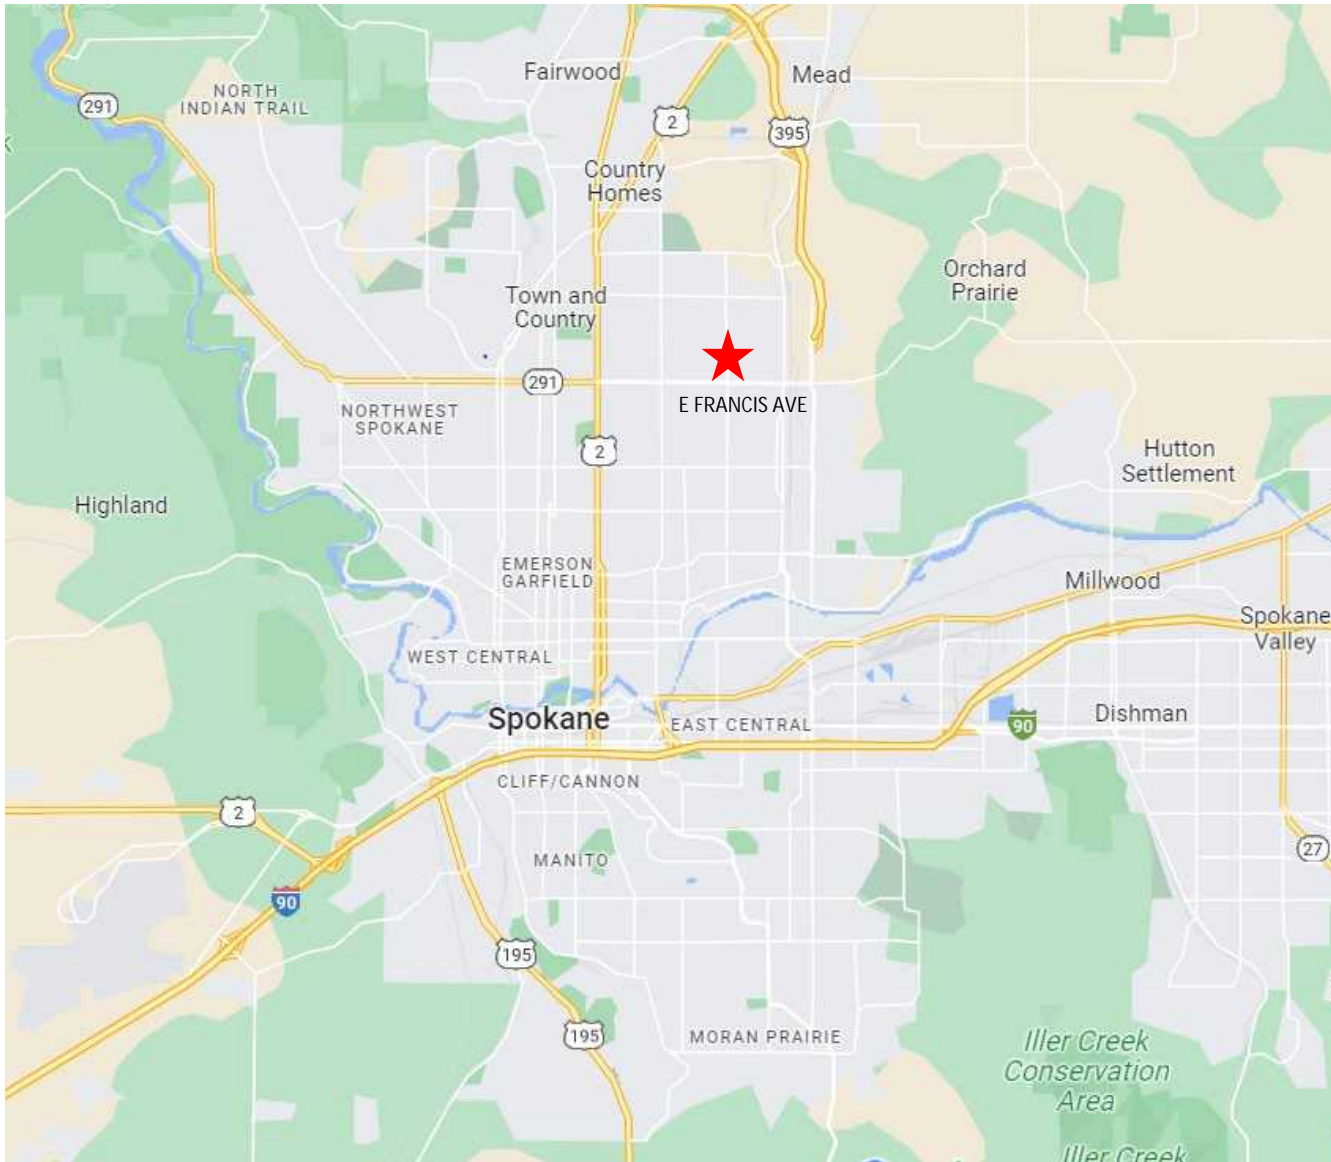 Fairwood
Mead
NORTH
INDIAN TRAIL
291
2
395
Country
Homes
Orchard
Prairie
Town and
Country
291
E FRANCIS AVE
NORTHWEST
SPOKANE
2
Hutton
Settlement
Highland
EMERSON
GARFIELD
Millwood
Spokane
Valley
WEST CENTRAL
Spokane
EAST CENTRAL
90
Dishman
CLIFF/CANNON
2
27
MANITO
90
195
195
MORAN PRAIRIE
Iller Creek
Conservation
Area
Iller Creek